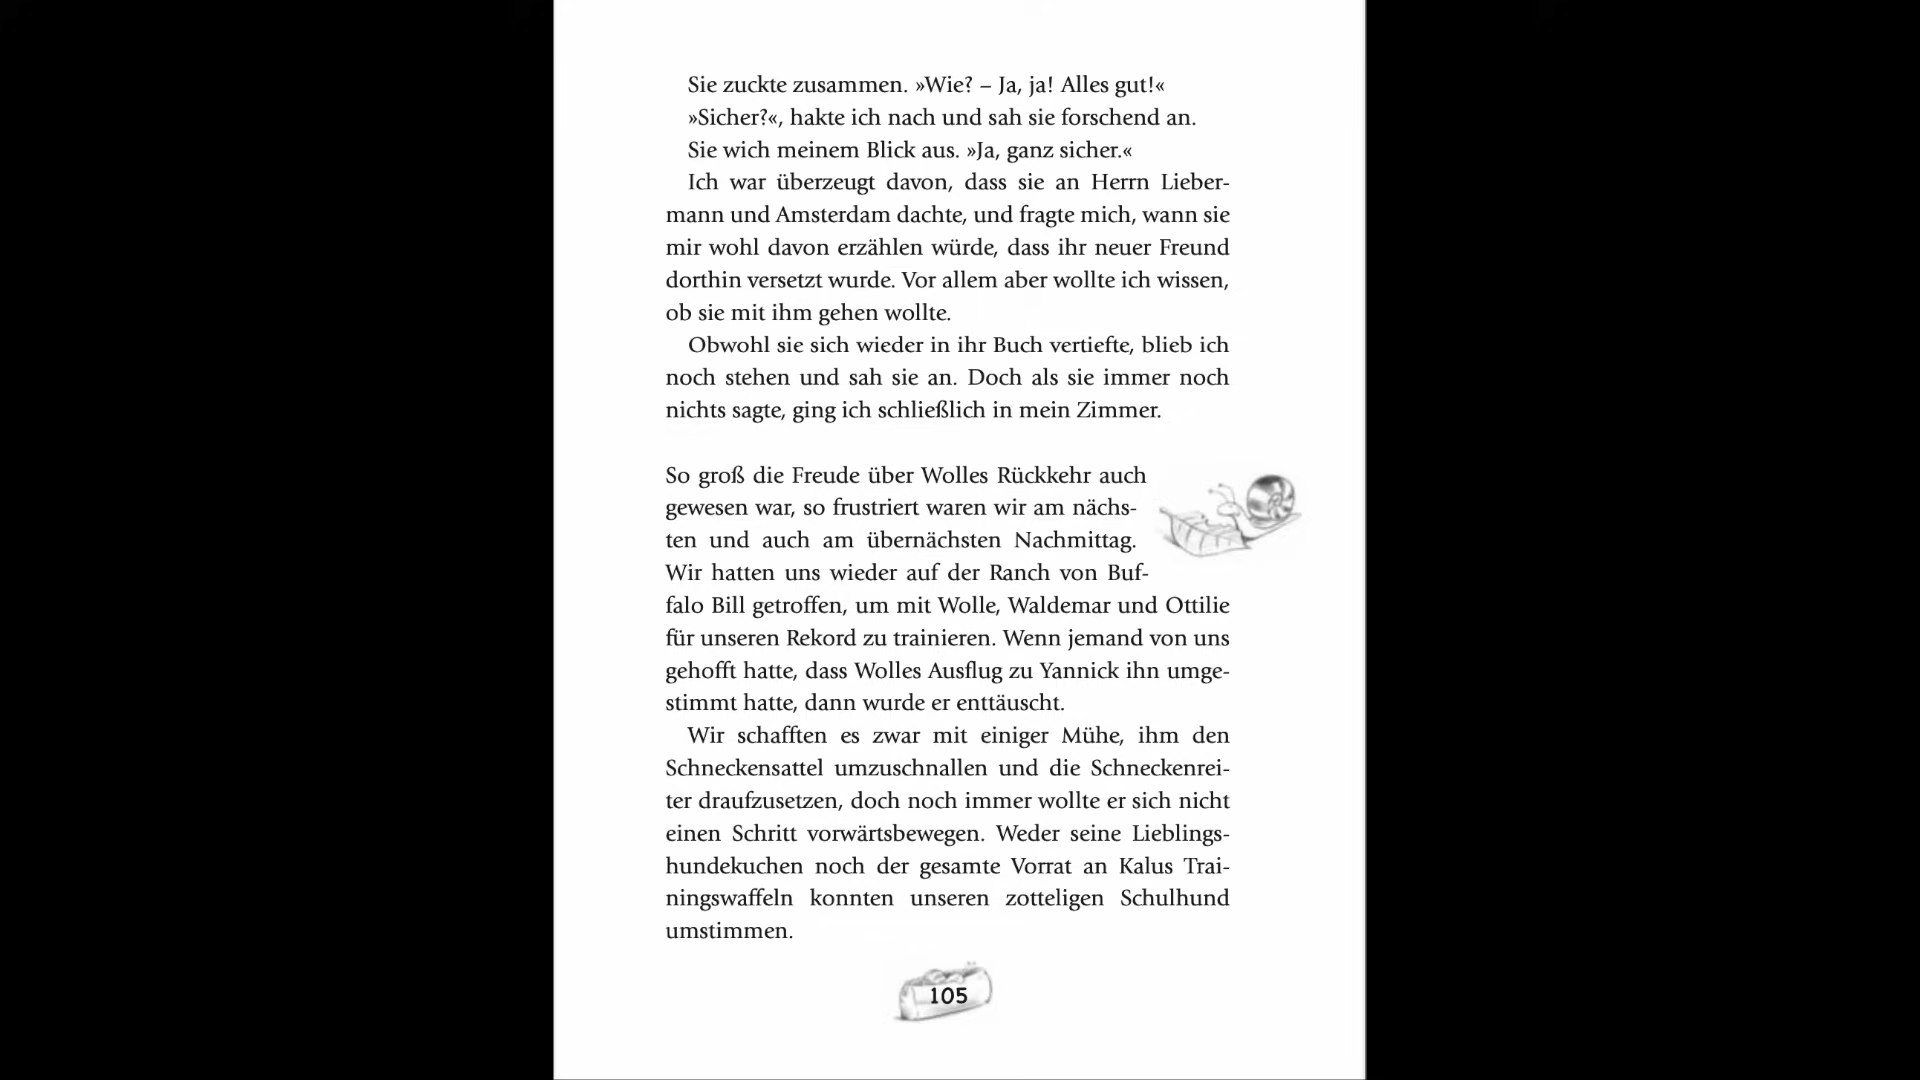 Sie zuckte zusammen. »Wie? – Ja, ja! Alles gut!«
»Sicher?«, hakte ich nach und sah sie forschend an.
Sie wich meinem Blick aus. »Ja, ganz sicher.«
Ich war überzeugt davon, dass sie an Herrn Lieber-
mann und Amsterdam dachte, und fragte mich, wann sie
mir wohl davon erzählen würde, dass ihr neuer Freund
dorthin versetzt wurde. Vor allem aber wollte ich wissen,
ob sie mit ihm gehen wollte.
Obwohl sie sich wieder in ihr Buch vertiefte, blieb ich
noch stehen und sah sie an. Doch als sie immer noch
nichts sagte, ging ich schließlich in mein Zimmer.
So groß die Freude über Wolles Rückkehr auch
gewesen war, so frustriert waren wir am nächs-
ten und auch am übernächsten Nachmittag.
Wir hatten uns wieder auf der Ranch von Buf-
falo Bill getroffen, um mit Wolle, Waldemar und Ottilie
für unseren Rekord zu trainieren. Wenn jemand von uns
gehofft hatte, dass Wolles Ausflug zu Yannick ihn umge-
stimmt hatte, dann wurde er enttäuscht.
Wir schafften es zwar mit einiger Mühe, ihm den
Schneckensattel umzuschnallen und die Schneckenrei-
ter draufzusetzen, doch noch immer wollte er sich nicht
einen Schritt vorwärtsbewegen. Weder seine Lieblings-
hundekuchen noch der gesamte Vorrat an Kalus Trai-
ningswaffeln konnten unseren zotteligen Schulhund
umstimmen.
105